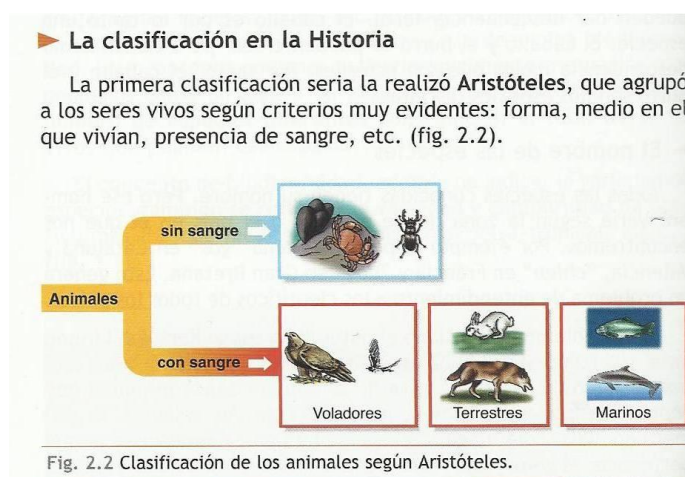 La clasificación en la Historia
La primera clasificación seria la realizó Aristóteles, que agrupó
a los seres vivos según criterios muy evidentes: forma, medio en el
que vivían, presencia de sangre, etc. (fig. 2.2).
sin sangre
Animales
con sangre
Voladores
Terrestres
Marinos
Fig. 2.2 Clasificación de los animales según Aristóteles.